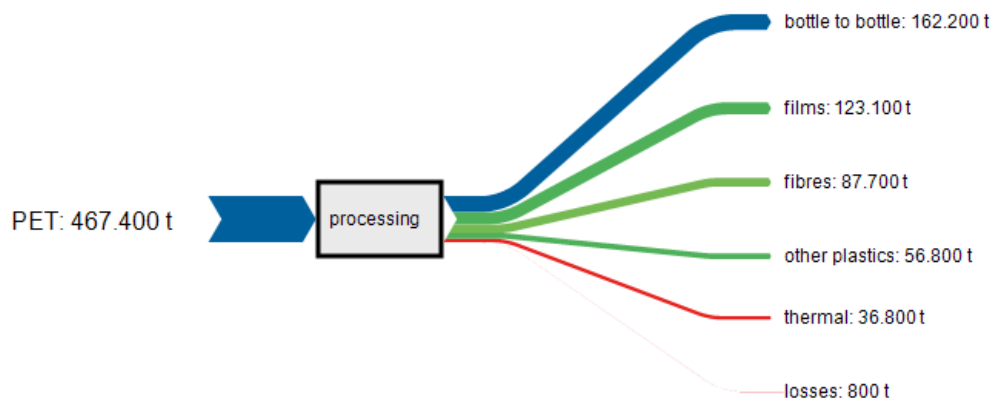 bottle to bottle: 162.200 t
films: 123.100 t
fibres: 87.700 t
PET: 467.400 t
processing
other plastics: 56.800 t
thermal: 36.800 t
losses: 800 t